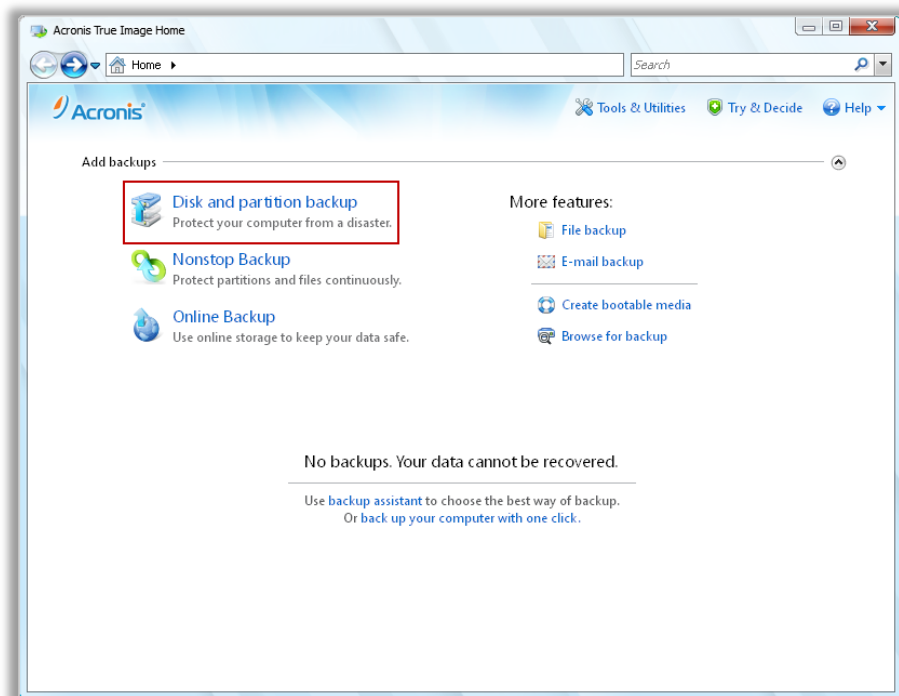 Acronis True Image Home
Home
Search
Acronis
Tools & Utilities
Try & Decide
Help
Add backups
Disk and partition backup
Protect your computer from a disaster.
Nonstop Backup
Protect partitions and files continuously.
Online Backup
Use online storage to keep your data safe.
More features:
File backup
E-mail backup
Create bootable media
Browse for backup
No backups. Your data cannot be recovered.
Use backup assistant to choose the best way of backup.
Or back up your computer with one click.